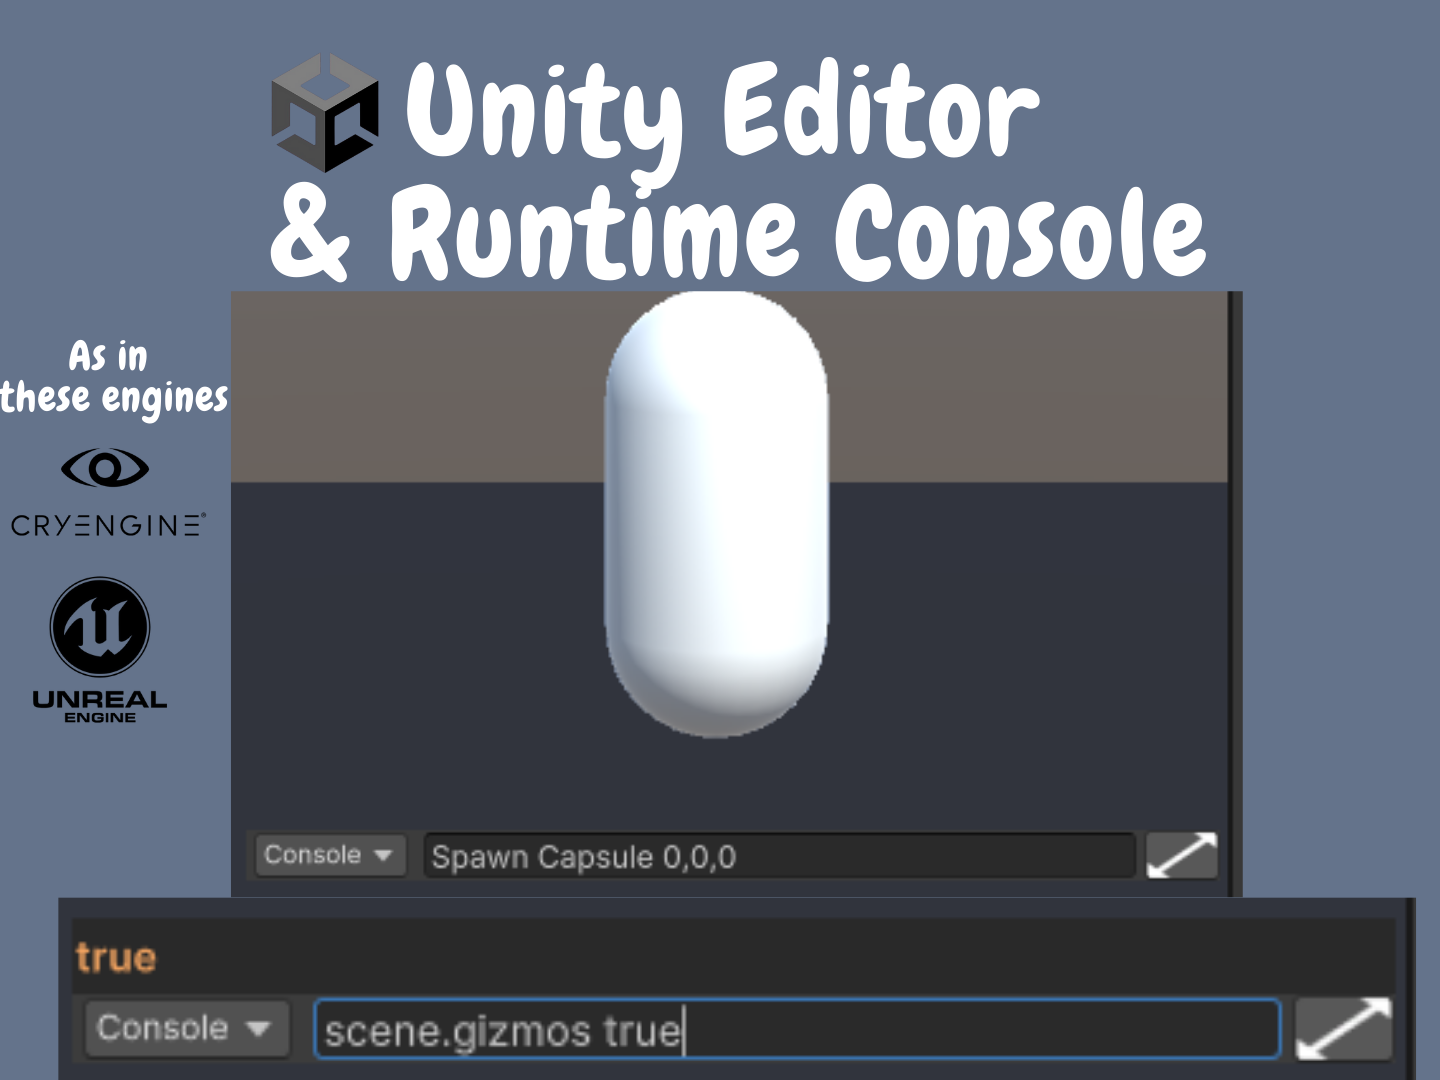 Unity Editor
& Runtime Console
As in
these engines
CRYENGINE®
UNREAL
ENGINE
Console
Spawn Capsule 0,0,0
true
Console
scene.gizmos true